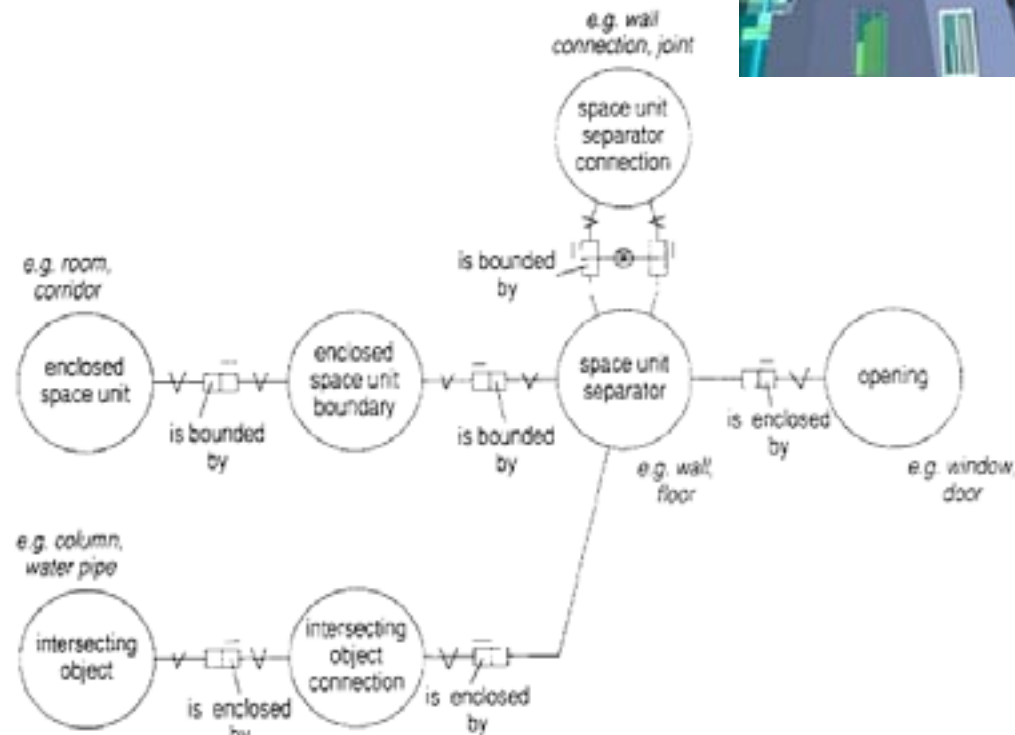 e.g. wall
connection, joint
space unit
separator
connection
is bounded
by
e.g. room,
corridor
enclosed
space unit
is bounded
by
enclosed
space unit
boundary
is bounded
by
space unit
separator
e.g. wall,
floor
is enclosed
by
opening
e.g. window,
door
e.g. column,
water pipe
intersecting
object
is enclosed
by
intersecting
object
connection
is enclosed
by